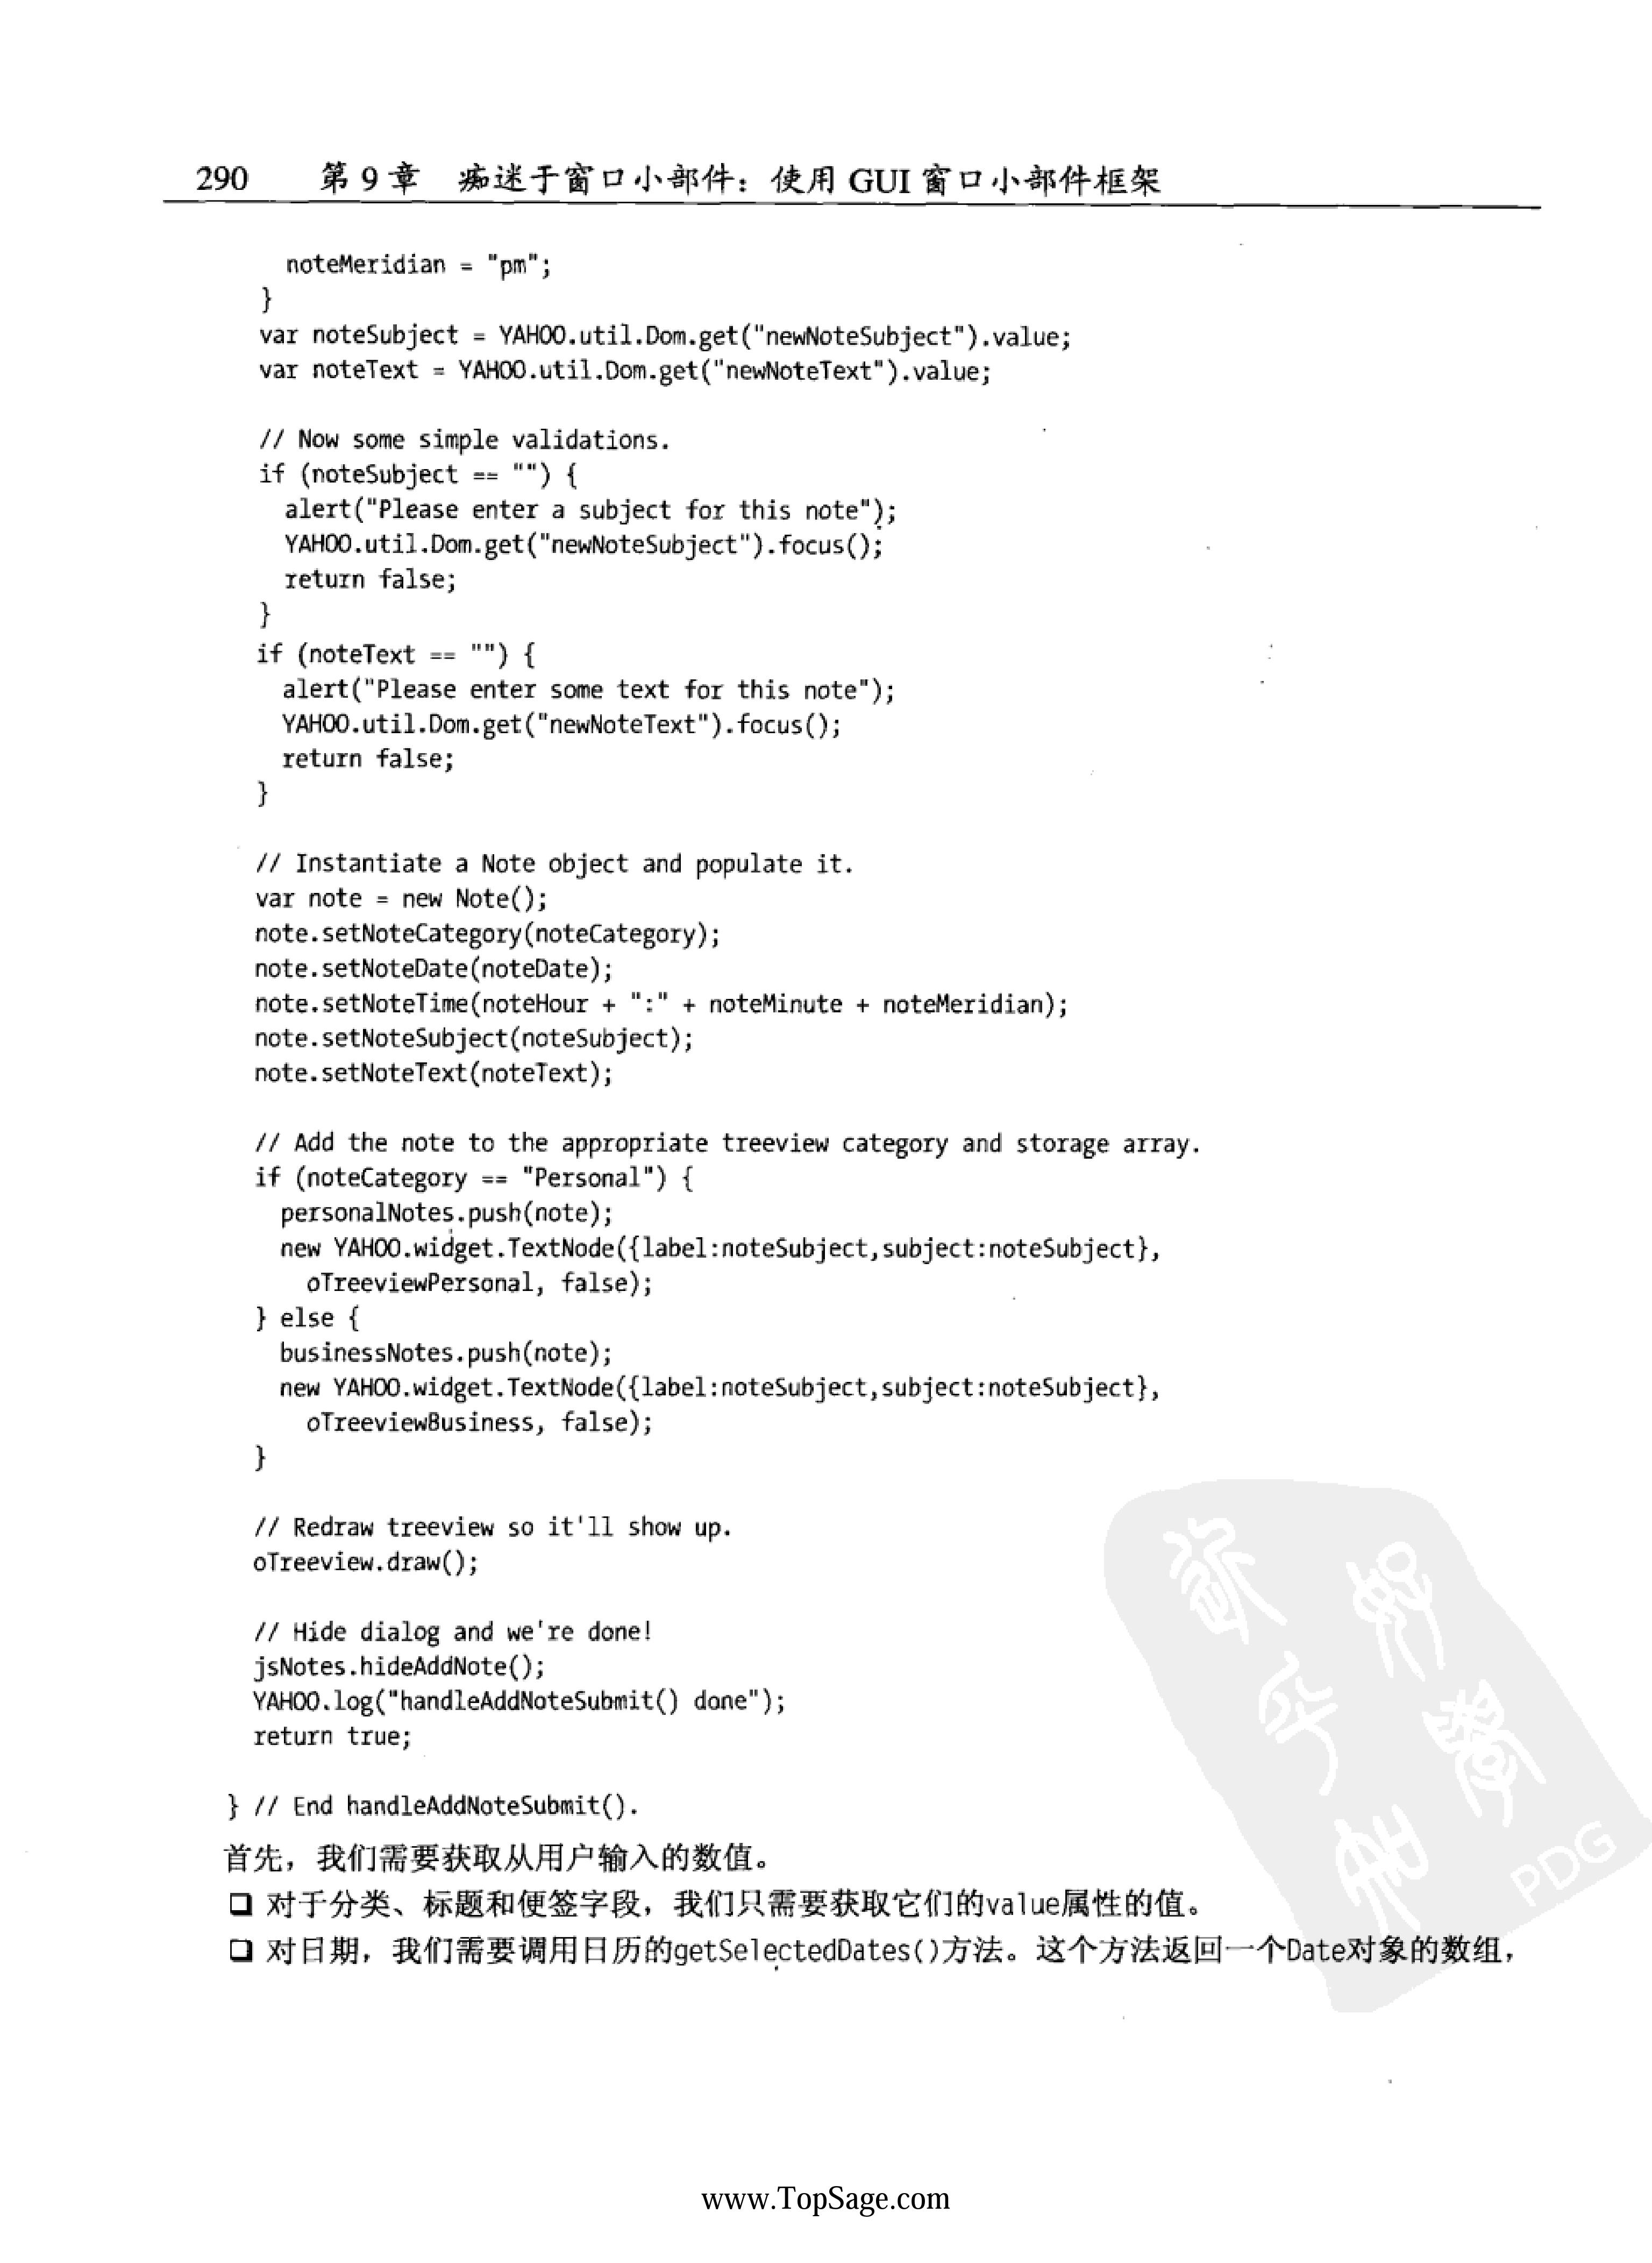 290 第 9 章 痴迷于窗口小部件：使用 GUI 窗口小部件框架
noteMeridian = "pm";
}
var noteSubject = YAHOO.util.Dom.get("newNoteSubject").value;
var noteText = YAHOO.util.Dom.get("newNoteText").value;
// Now some simple validations.
if (noteSubject == "") {
alert("Please enter a subject for this note");
YAHOO.util.Dom.get("newNoteSubject").focus();
return false;
}
if (noteText == "") {
alert("Please enter some text for this note");
YAHOO.util.Dom.get("newNoteText").focus();
return false;
}
// Instantiate a Note object and populate it.
var note = new Note();
note.setNoteCategory(noteCategory);
note.setNoteDate(noteDate);
note.setNoteTime(noteHour + ":" + noteMinute + noteMeridian);
note.setNoteSubject(noteSubject);
note.setNoteText(noteText);
// Add the note to the appropriate treeview category and storage array.
if (noteCategory == "Personal") {
personalNotes.push(note);
new YAHOO.widget.TextNode({label:noteSubject,subject:noteSubject},
oTreeviewPersonal, false);
} else {
businessNotes.push(note);
new YAHOO.widget.TextNode({label:noteSubject,subject:noteSubject},
oTreeviewBusiness, false);
}
// Redraw treeview so it'll show up.
oTreeview.draw();
// Hide dialog and we're done!
jsNotes.hideAddNote();
YAHOO.log("handleAddNoteSubmit() done");
return true;
} // End handleAddNoteSubmit().
首先，我们需要获取从用户输入的数值。
❑ 对于分类、标题和便签字段，我们只需要获取它们的value属性的值。
❑ 对日期，我们需要调用日历的getSelectedDates()方法。这个方法返回一个Date对象的数组，
PDG
www.TopSage.com